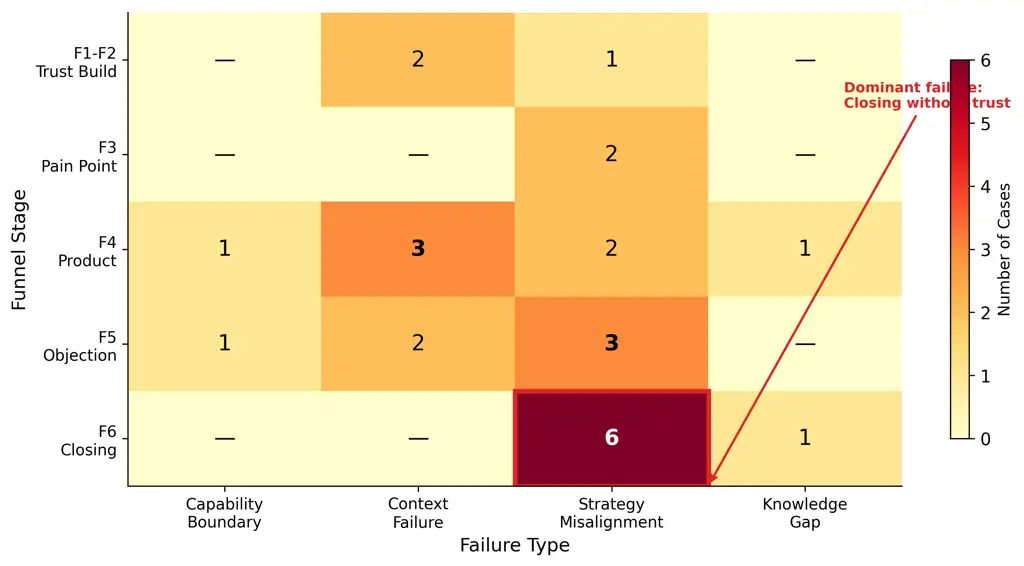 F1-F2
Trust Build
— 2 1 —
F3
Pain Point
— — 2 —
F4
Product
1 3 2 1
F5
Objection
1 2 3 —
F6
Closing
— — 6 1
Capability
Boundary
Context
Failure
Strategy
Misalignment
Knowledge
Gap
Failure Type
Funnel Stage
Dominant failure:
Closing without trust
6
5
4
3
2
1
0
Number of Cases